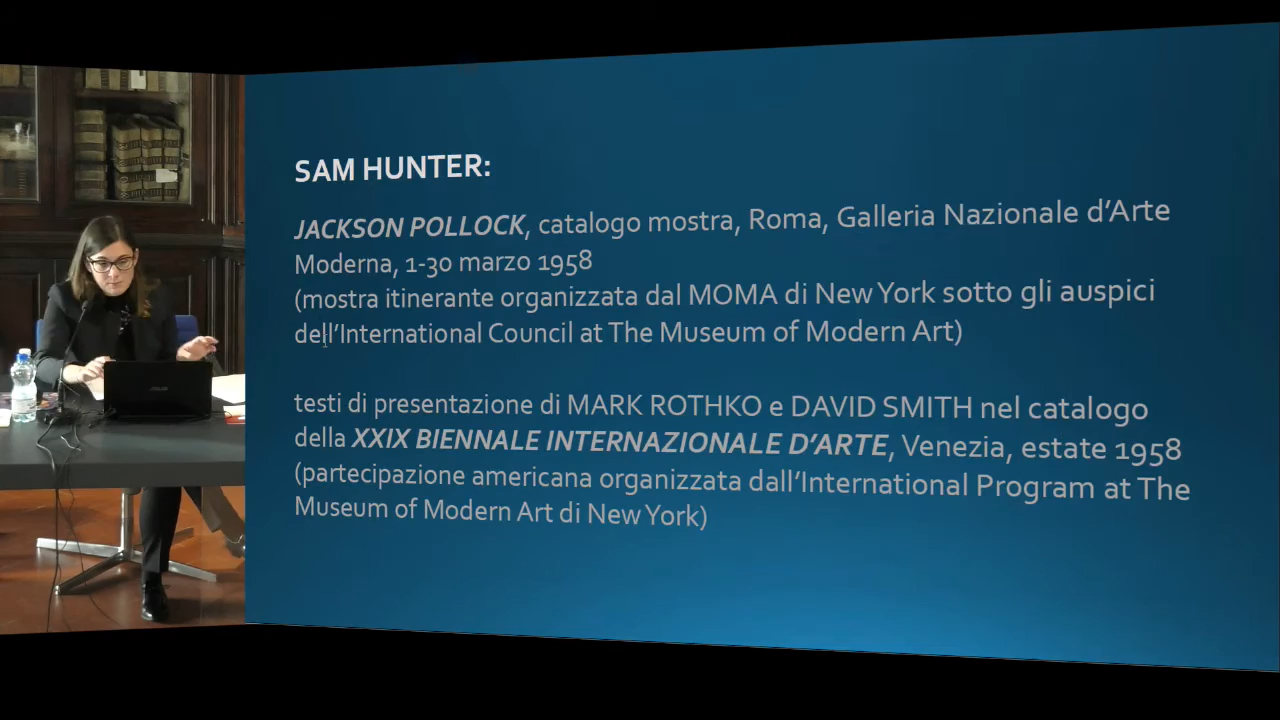 SAM HUNTER:
JACKSON POLLOCK, catalogo mostra, Roma, Galleria Nazionale d'Arte
Moderna, 1-30 marzo 1958
(mostra itinerante organizzata dal MOMA di New York sotto gli auspici
dell'International Council at The Museum of Modern Art)
testi di presentazione di MARK ROTHKO e DAVID SMITH nel catalogo
della XXIX BIENNALE INTERNAZIONALE D'ARTE, Venezia, estate 1958
(partecipazione americana organizzata dall'International Program at The
Museum of Modern Art di New York)
ASUS